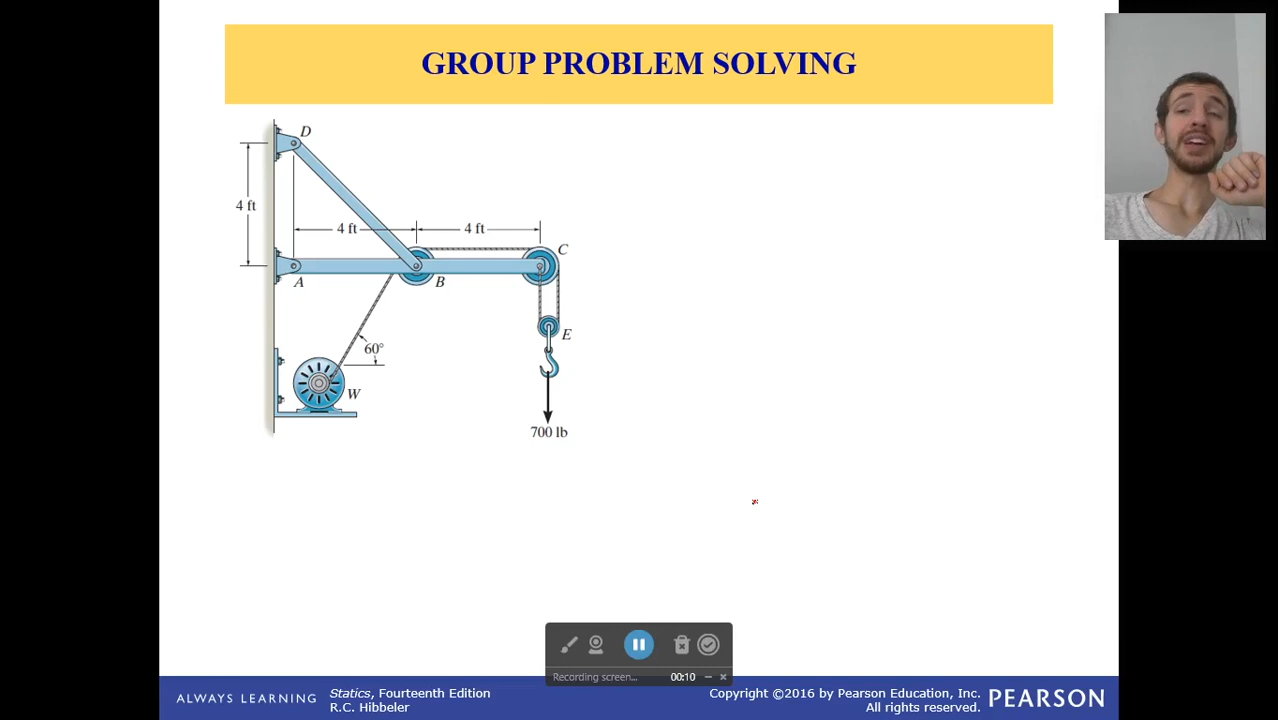 GROUP PROBLEM SOLVING
D
4 ft
4 ft
4 ft
C
A
B
E
60°
W
700 lb
Recording screen...
00:10
ALWAYS LEARNING
Statics, Fourteenth Edition
R.C. Hibbeler
Copyright ©2016 by Pearson Education, Inc.
All rights reserved.
PEARSON